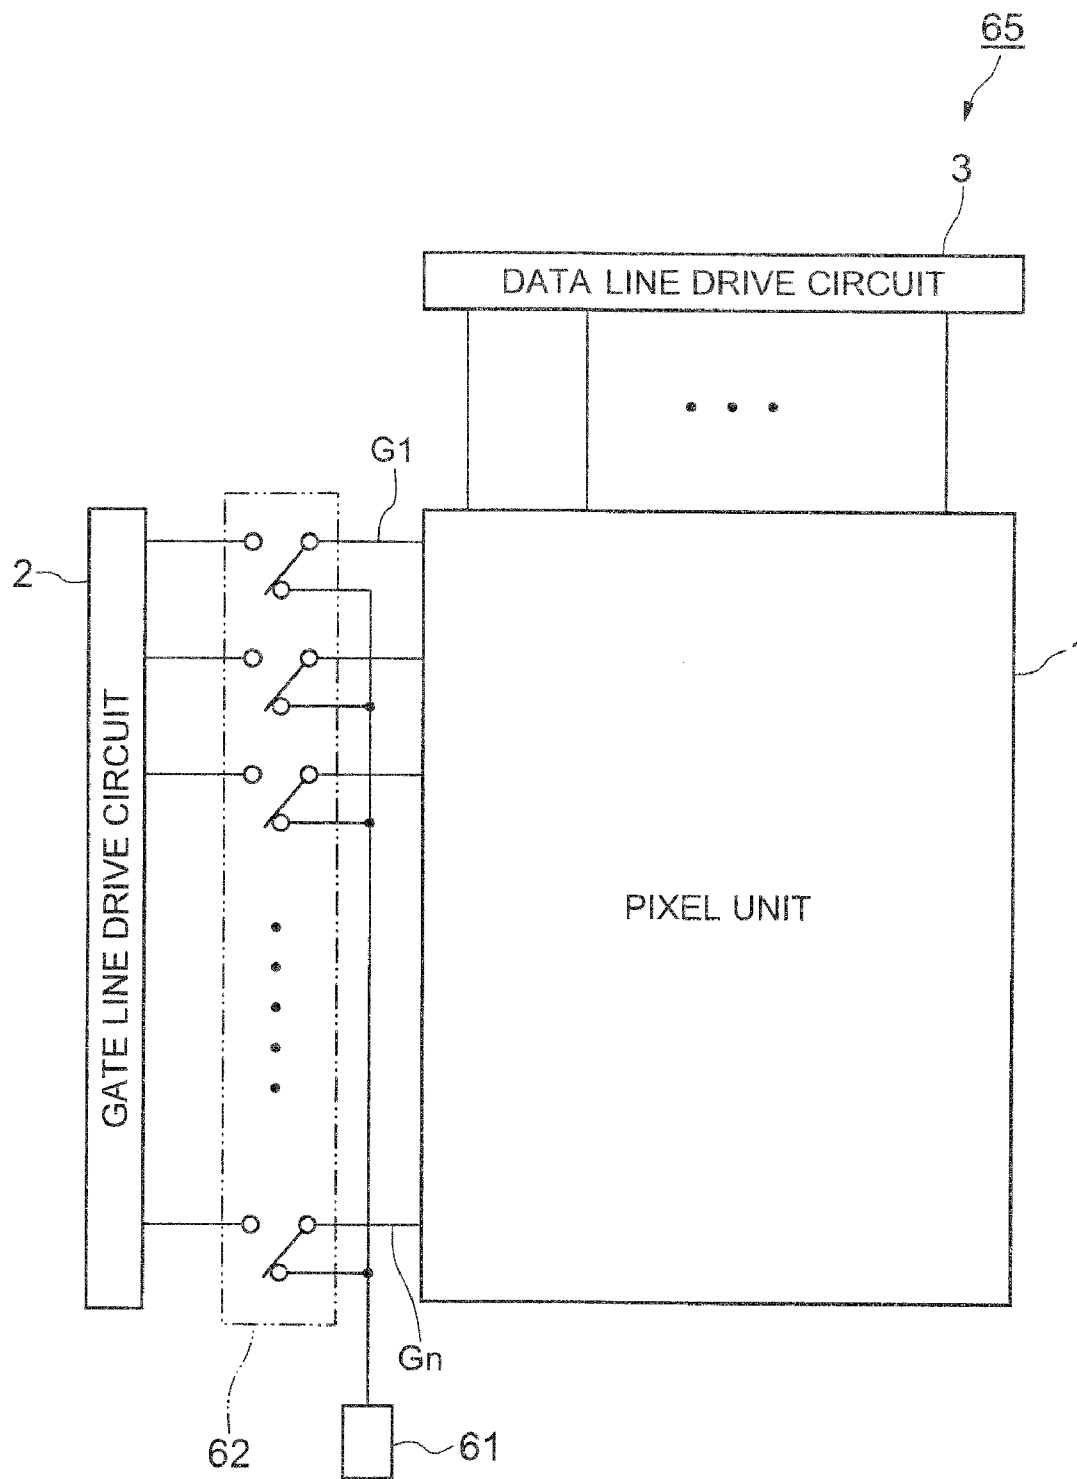 65
3
DATA LINE DRIVE CIRCUIT
G1
2
GATE LINE DRIVE CIRCUIT
PIXEL UNIT
Gn
62
61